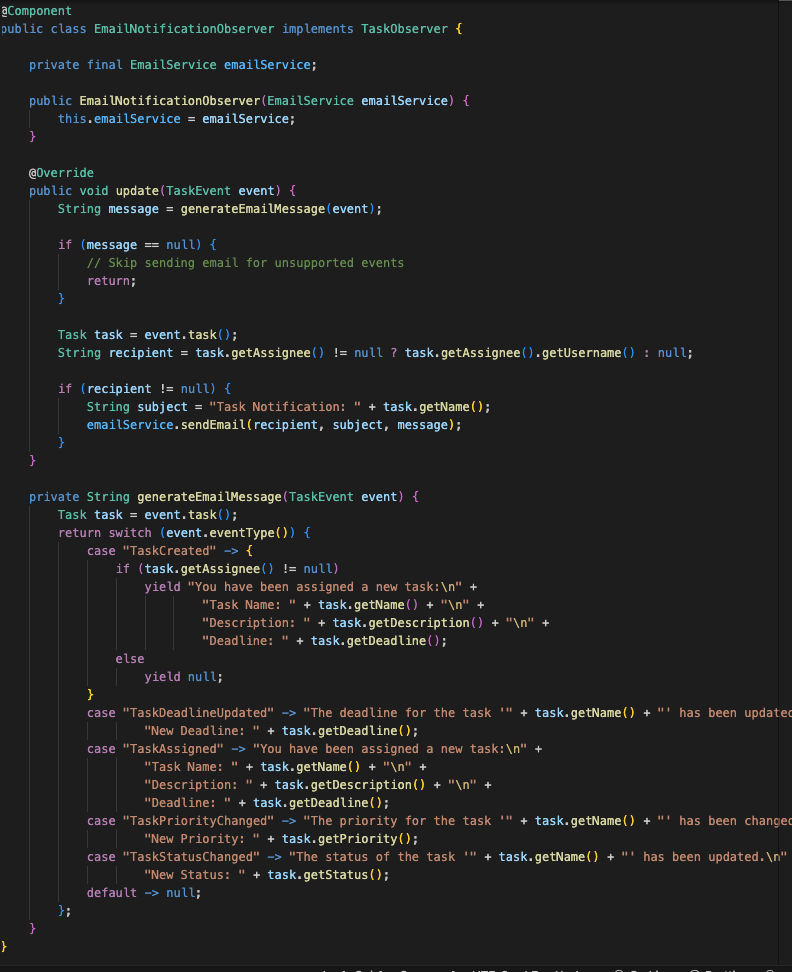 @Component
public class EmailNotificationObserver implements TaskObserver {
private final EmailService emailService;
public EmailNotificationObserver(EmailService emailService) {
this.emailService = emailService;
}
@Override
public void update(TaskEvent event) {
String message = generateEmailMessage(event);
if (message == null) {
// Skip sending email for unsupported events
return;
}
Task task = event.task();
String recipient = task.getAssignee() != null ? task.getAssignee().getUsername() : null;
if (recipient != null) {
String subject = "Task Notification: " + task.getName();
emailService.sendEmail(recipient, subject, message);
}
}
private String generateEmailMessage(TaskEvent event) {
Task task = event.task();
return switch (event.eventType()) {
case "TaskCreated" -> {
if (task.getAssignee() != null)
yield "You have been assigned a new task:\n" +
"Task Name: " + task.getName() + "\n" +
"Description: " + task.getDescription() + "\n" +
"Deadline: " + task.getDeadline();
else
yield null;
}
case "TaskDeadlineUpdated" -> "The deadline for the task '" + task.getName() + "' has been updated
"New Deadline: " + task.getDeadline();
case "TaskAssigned" -> "You have been assigned a new task:\n" +
"Task Name: " + task.getName() + "\n" +
"Description: " + task.getDescription() + "\n" +
"Deadline: " + task.getDeadline();
case "TaskPriorityChanged" -> "The priority for the task '" + task.getName() + "' has been changed
"New Priority: " + task.getPriority();
case "TaskStatusChanged" -> "The status of the task '" + task.getName() + "' has been updated.\n"
"New Status: " + task.getStatus();
default -> null;
};
}
}